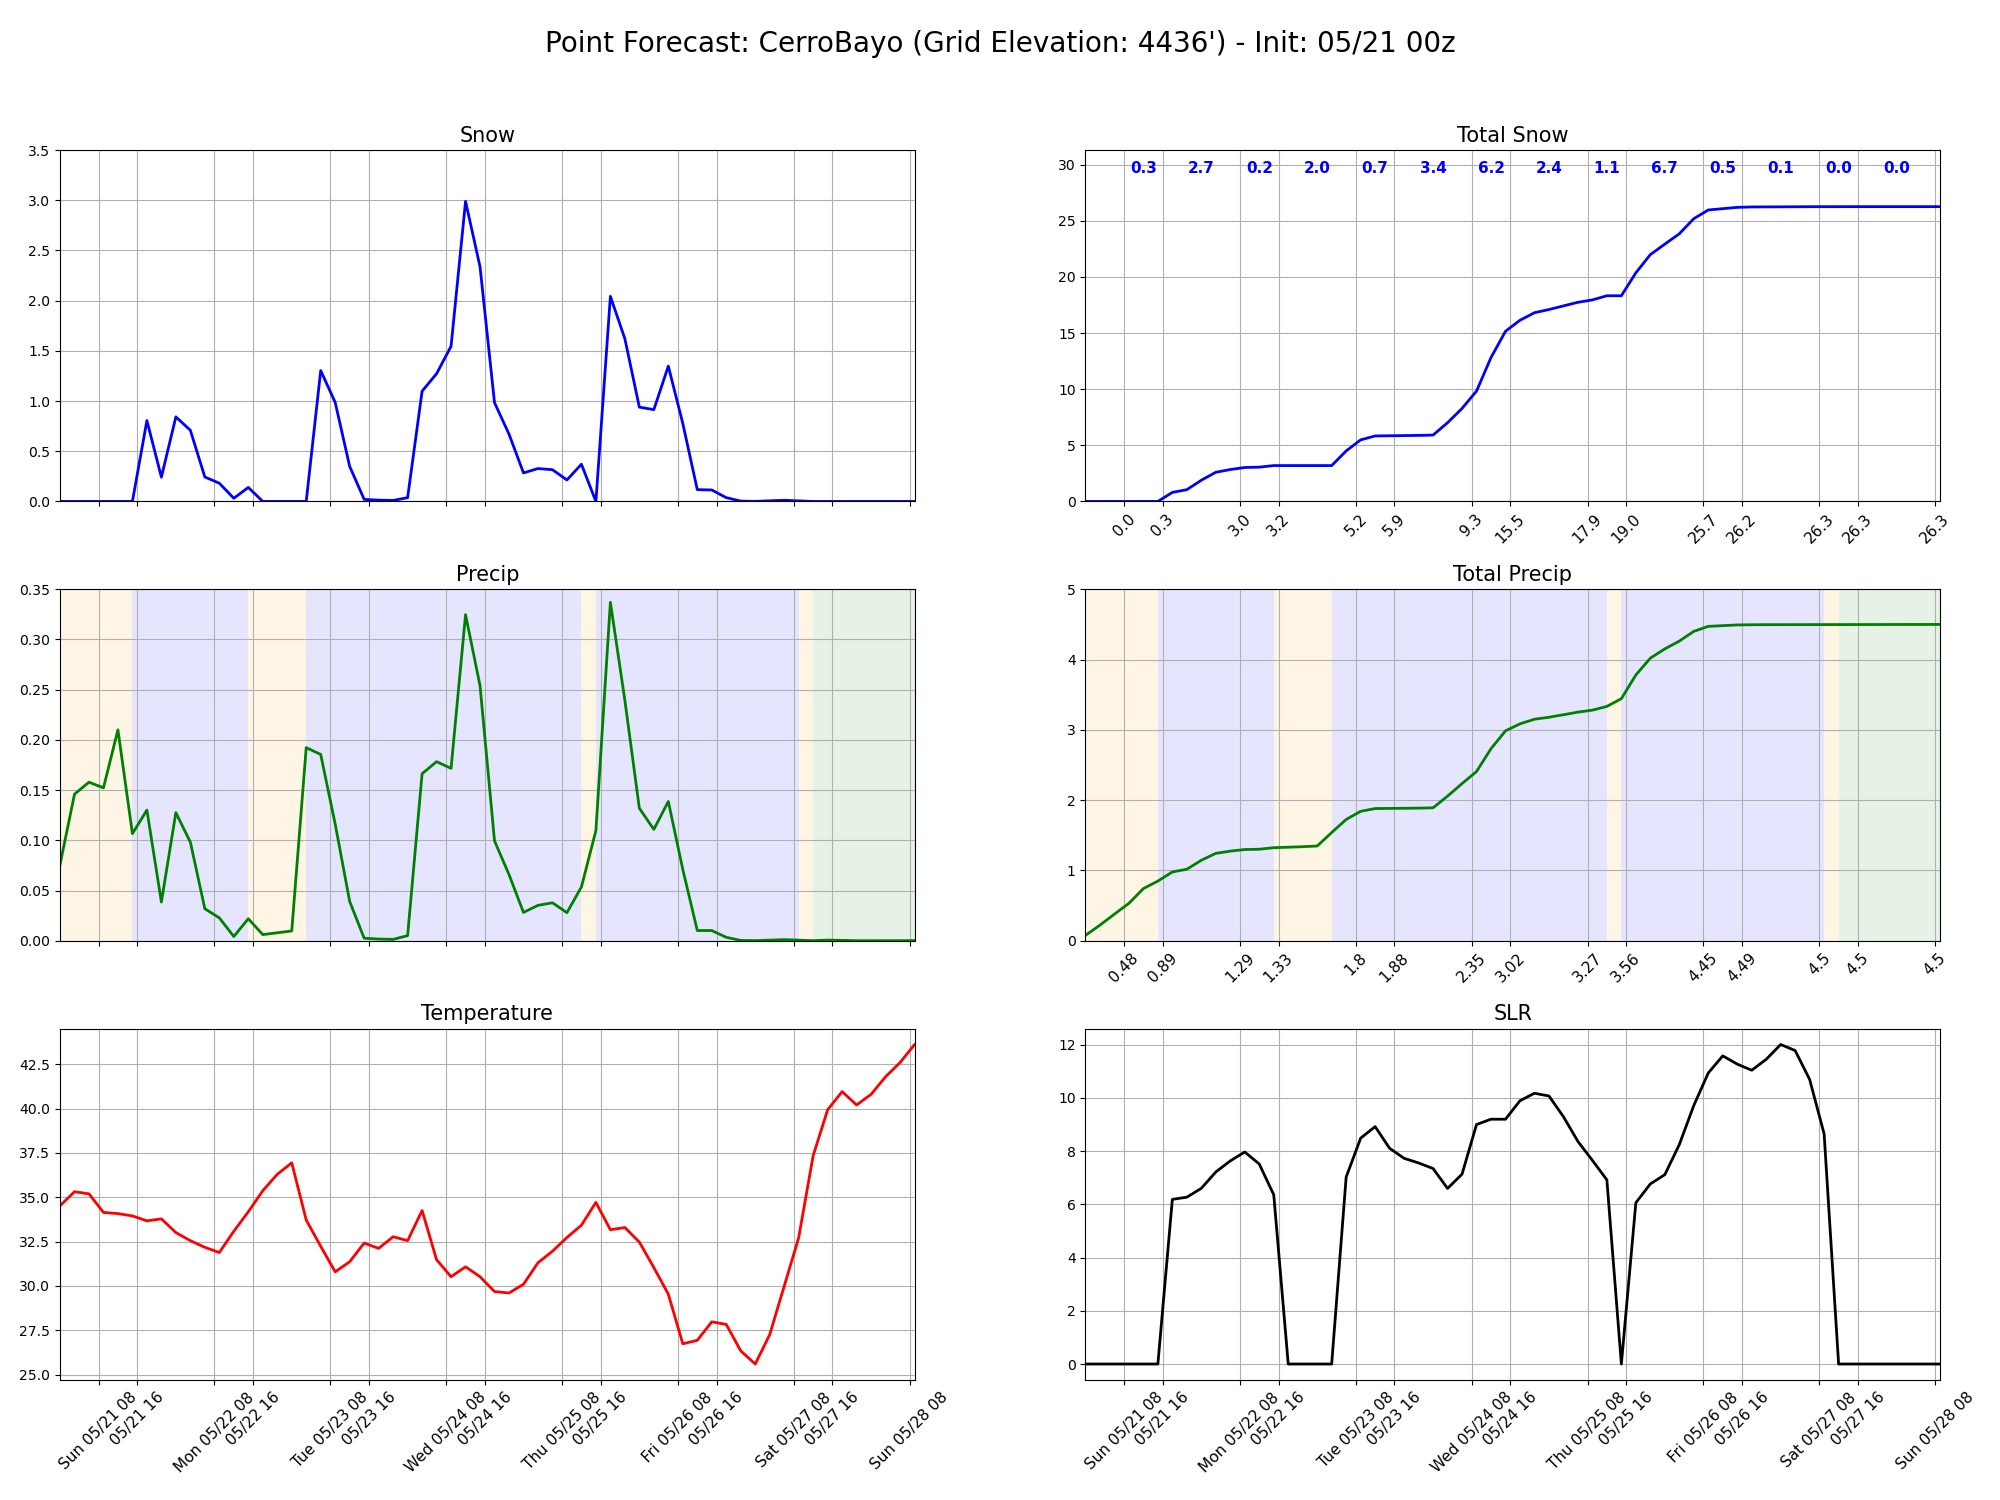 Point Forecast: CerroBayo (Grid Elevation: 4436') - Init: 05/21 00z
Snow
3.5
3.0
2.5
2.0
1.5
1.0
0.5
0.0
Total Snow
30
25
20
15
10
5
0
0.3 2.7 0.2 2.0 0.7 3.4 6.2 2.4 1.1 6.7 0.5 0.1 0.0 0.0
0.0 0.3 3.0 3.2 5.2 5.9 9.3 15.5 17.9 19.0 25.7 26.2 26.3 26.3 26.3
Precip
0.35
0.30
0.25
0.20
0.15
0.10
0.05
0.00
Total Precip
5
4
3
2
1
0
0.48 0.89 1.29 1.33 1.8 1.88 2.35 3.02 3.27 3.56 4.45 4.49 4.5 4.5 4.5
Temperature
42.5
40.0
37.5
35.0
32.5
30.0
27.5
25.0
Sun 05/21 08
05/21 16
Mon 05/22 08
05/22 16
Tue 05/23 08
05/23 16
Wed 05/24 08
05/24 16
Thu 05/25 08
05/25 16
Fri 05/26 08
05/26 16
Sat 05/27 08
05/27 16
Sun 05/28 08
SLR
12
10
8
6
4
2
0
Sun 05/21 08
05/21 16
Mon 05/22 08
05/22 16
Tue 05/23 08
05/23 16
Wed 05/24 08
05/24 16
Thu 05/25 08
05/25 16
Fri 05/26 08
05/26 16
Sat 05/27 08
05/27 16
Sun 05/28 08